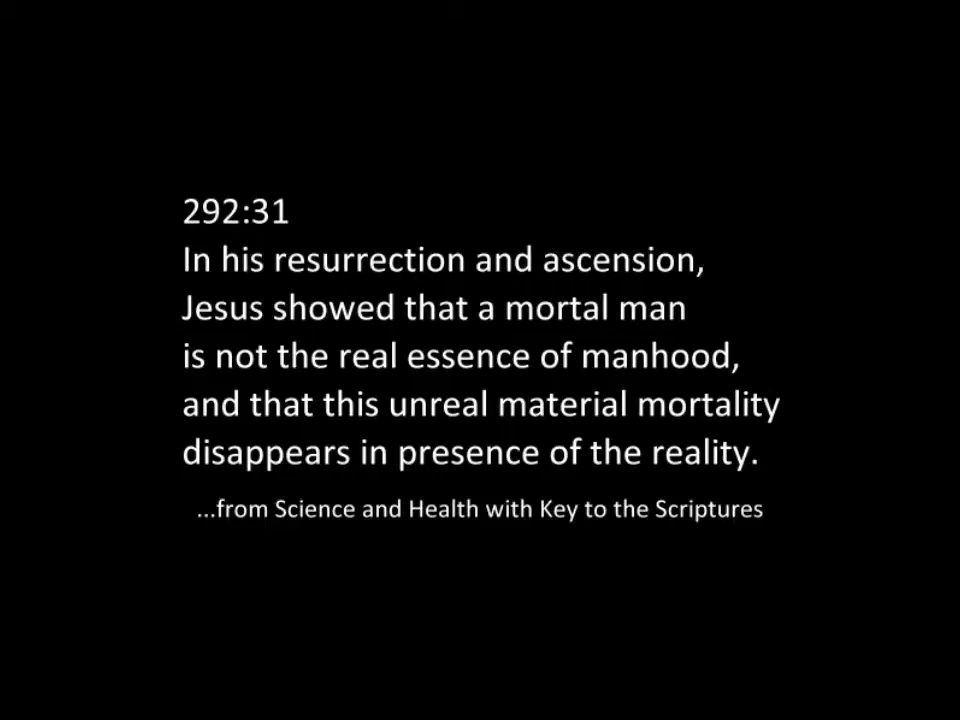 292:31
In his resurrection and ascension,
Jesus showed that a mortal man
is not the real essence of manhood,
and that this unreal material mortality
disappears in presence of the reality.
...from Science and Health with Key to the Scriptures